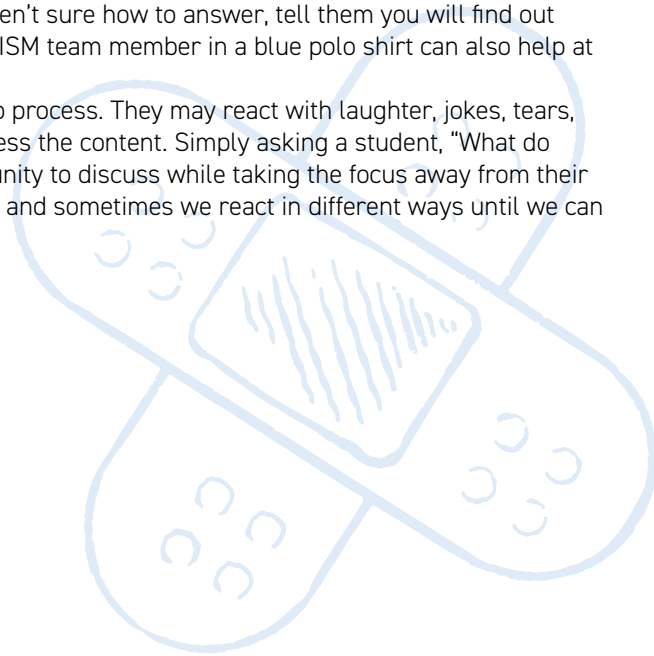 en't sure how to answer, tell them you will find out
ISM team member in a blue polo shirt can also help at
o process. They may react with laughter, jokes, tears,
ess the content. Simply asking a student, “What do
unity to discuss while taking the focus away from their
and sometimes we react in different ways until we can